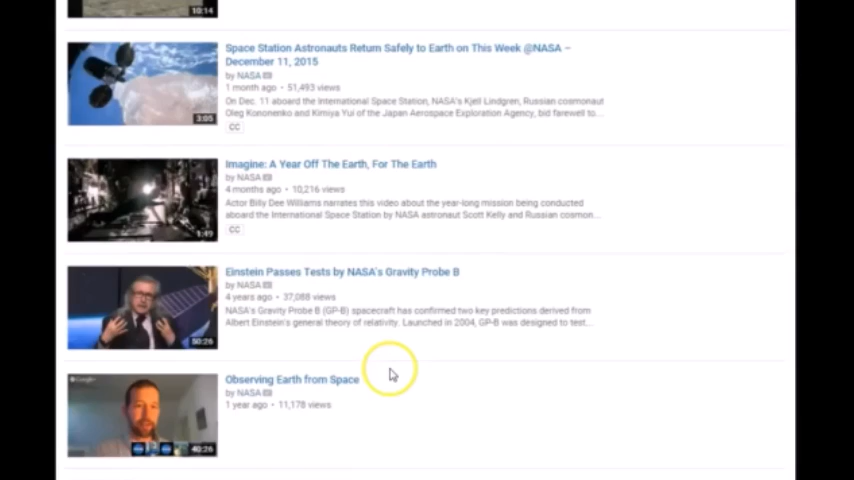 10:14
Space Station Astronauts Return Safely to Earth on This Week @NASA –
December 11, 2015
by NASA
1 month ago • 51,493 views
On Dec. 11 aboard the International Space Station, NASA's Kjell Lindgren, Russian cosmonaut
Oleg Kononenko and Kimiya Yui of the Japan Aerospace Exploration Agency, bid farewell to...
CC
3:05
Imagine: A Year Off The Earth, For The Earth
by NASA
4 months ago • 10,216 views
Actor Billy Dee Williams narrates this video about the year-long mission being conducted
aboard the International Space Station by NASA astronaut Scott Kelly and Russian cosmon...
CC
1:49
Einstein Passes Tests by NASA's Gravity Probe B
by NASA
4 years ago • 37,088 views
NASA's Gravity Probe B (GP-B) spacecraft has confirmed two key predictions derived from
Albert Einstein's general theory of relativity. Launched in 2004, GP-B was designed to test...
50:26
Observing Earth from Space
by NASA
1 year ago • 11,178 views
Google+
40:26